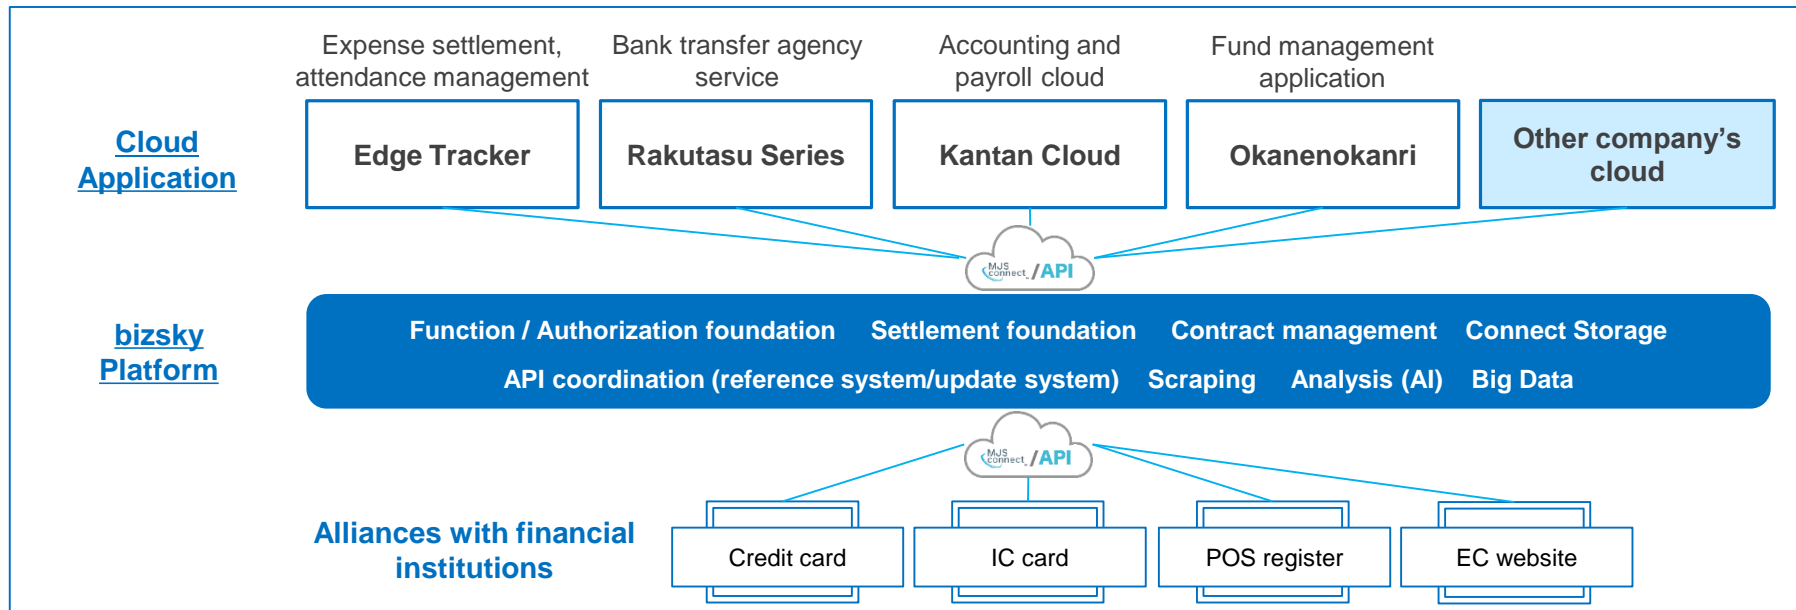 Expense settlement,
attendance management
Bank transfer agency
service
Accounting and
payroll cloud
Fund management
application
Cloud
Application
Edge Tracker
Rakutasu Series
Kantan Cloud
Okanenokanri
Other company's
cloud
MJS
connect /API
bizsky
Platform
Function / Authorization foundation Settlement foundation Contract management Connect Storage
API coordination (reference system/update system) Scraping Analysis (AI) Big Data
MJS
connect /API
Alliances with financial
institutions
Credit card
IC card
POS register
EC website